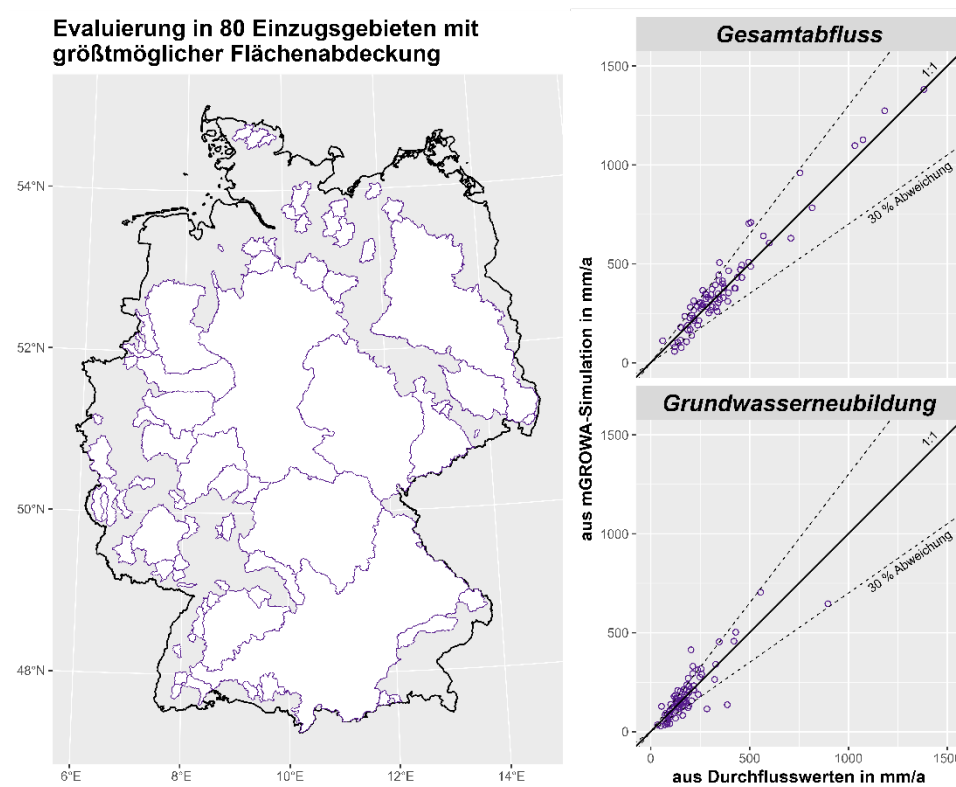 Evaluierung in 80 Einzugsgebieten mit
größtmöglicher Flächenabdeckung
54°N
52°N
50°N
48°N
6°E
8°E
10°E
12°E
14°E
Gesamtabfluss
1500
1000
500
0
1:1
30 % Abweichung
aus mGROWA-Simulation in mm/a
Grundwasserneubildung
1500
1000
500
0
1:1
30 % Abweichung
0
500
1000
1500
aus Durchflusswerten in mm/a